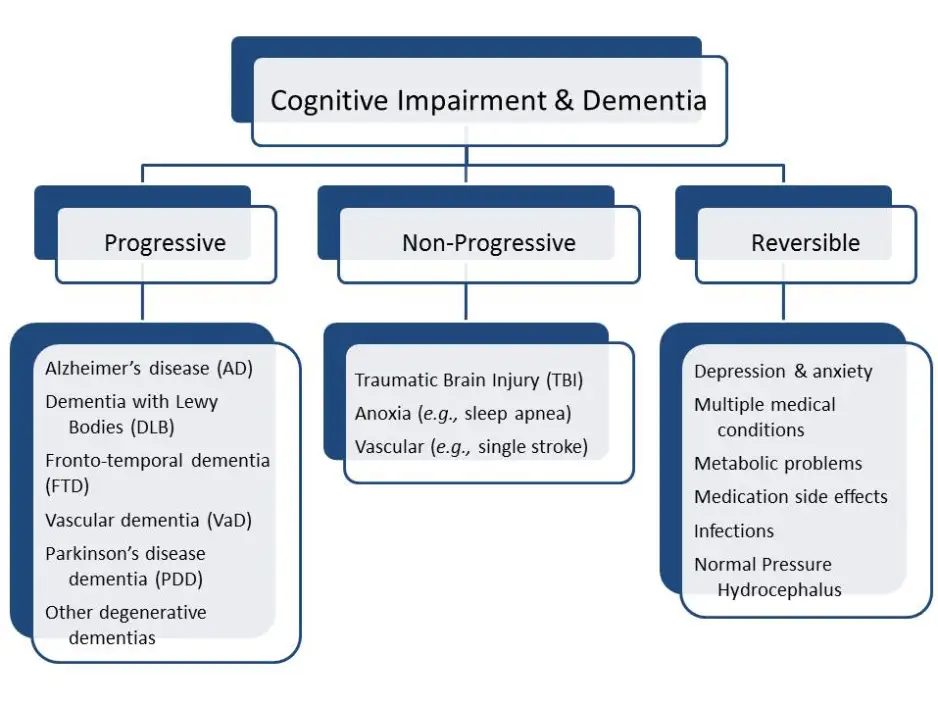 Cognitive Impairment & Dementia
Progressive
Non-Progressive
Reversible
Alzheimer’s disease (AD)
Dementia with Lewy
Bodies (DLB)
Fronto-temporal dementia
(FTD)
Vascular dementia (VaD)
Parkinson’s disease
dementia (PDD)
Other degenerative
dementias
Traumatic Brain Injury (TBI)
Anoxia (e.g., sleep apnea)
Vascular (e.g., single stroke)
Depression & anxiety
Multiple medical
conditions
Metabolic problems
Medication side effects
Infections
Normal Pressure
Hydrocephalus